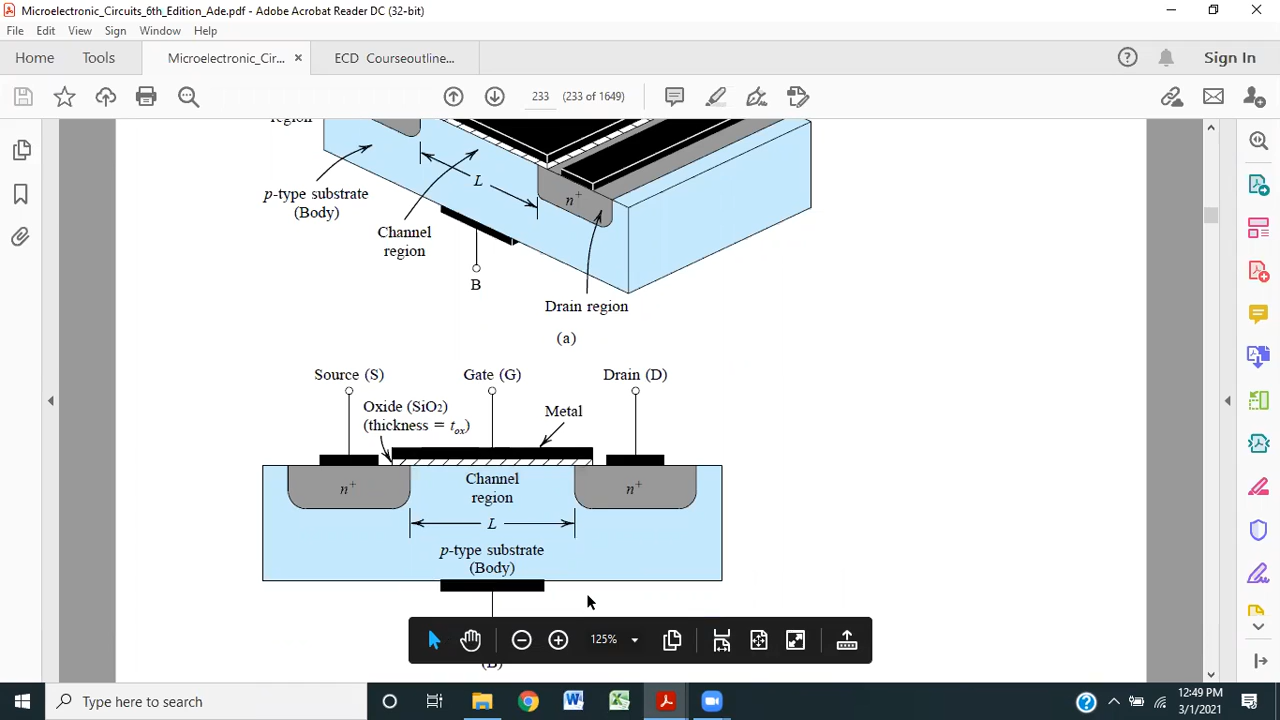 Microelectronic_Circuits_6th_Edition_Ade.pdf - Adobe Acrobat Reader DC (32-bit)
File Edit View Sign Window Help
Home Tools Microelectronic_Cir... × ECD Courseoutline... Sign In
233 (233 of 1649)
region
L
n+
p-type substrate
(Body)
Channel
region
B
Drain region
(a)
Source (S) Gate (G) Drain (D)
Oxide (SiO2)
(thickness = tox)
Metal
n+
Channel
region
n+
L
p-type substrate
(Body)
125%
Type here to search
12:49 PM
3/1/2021